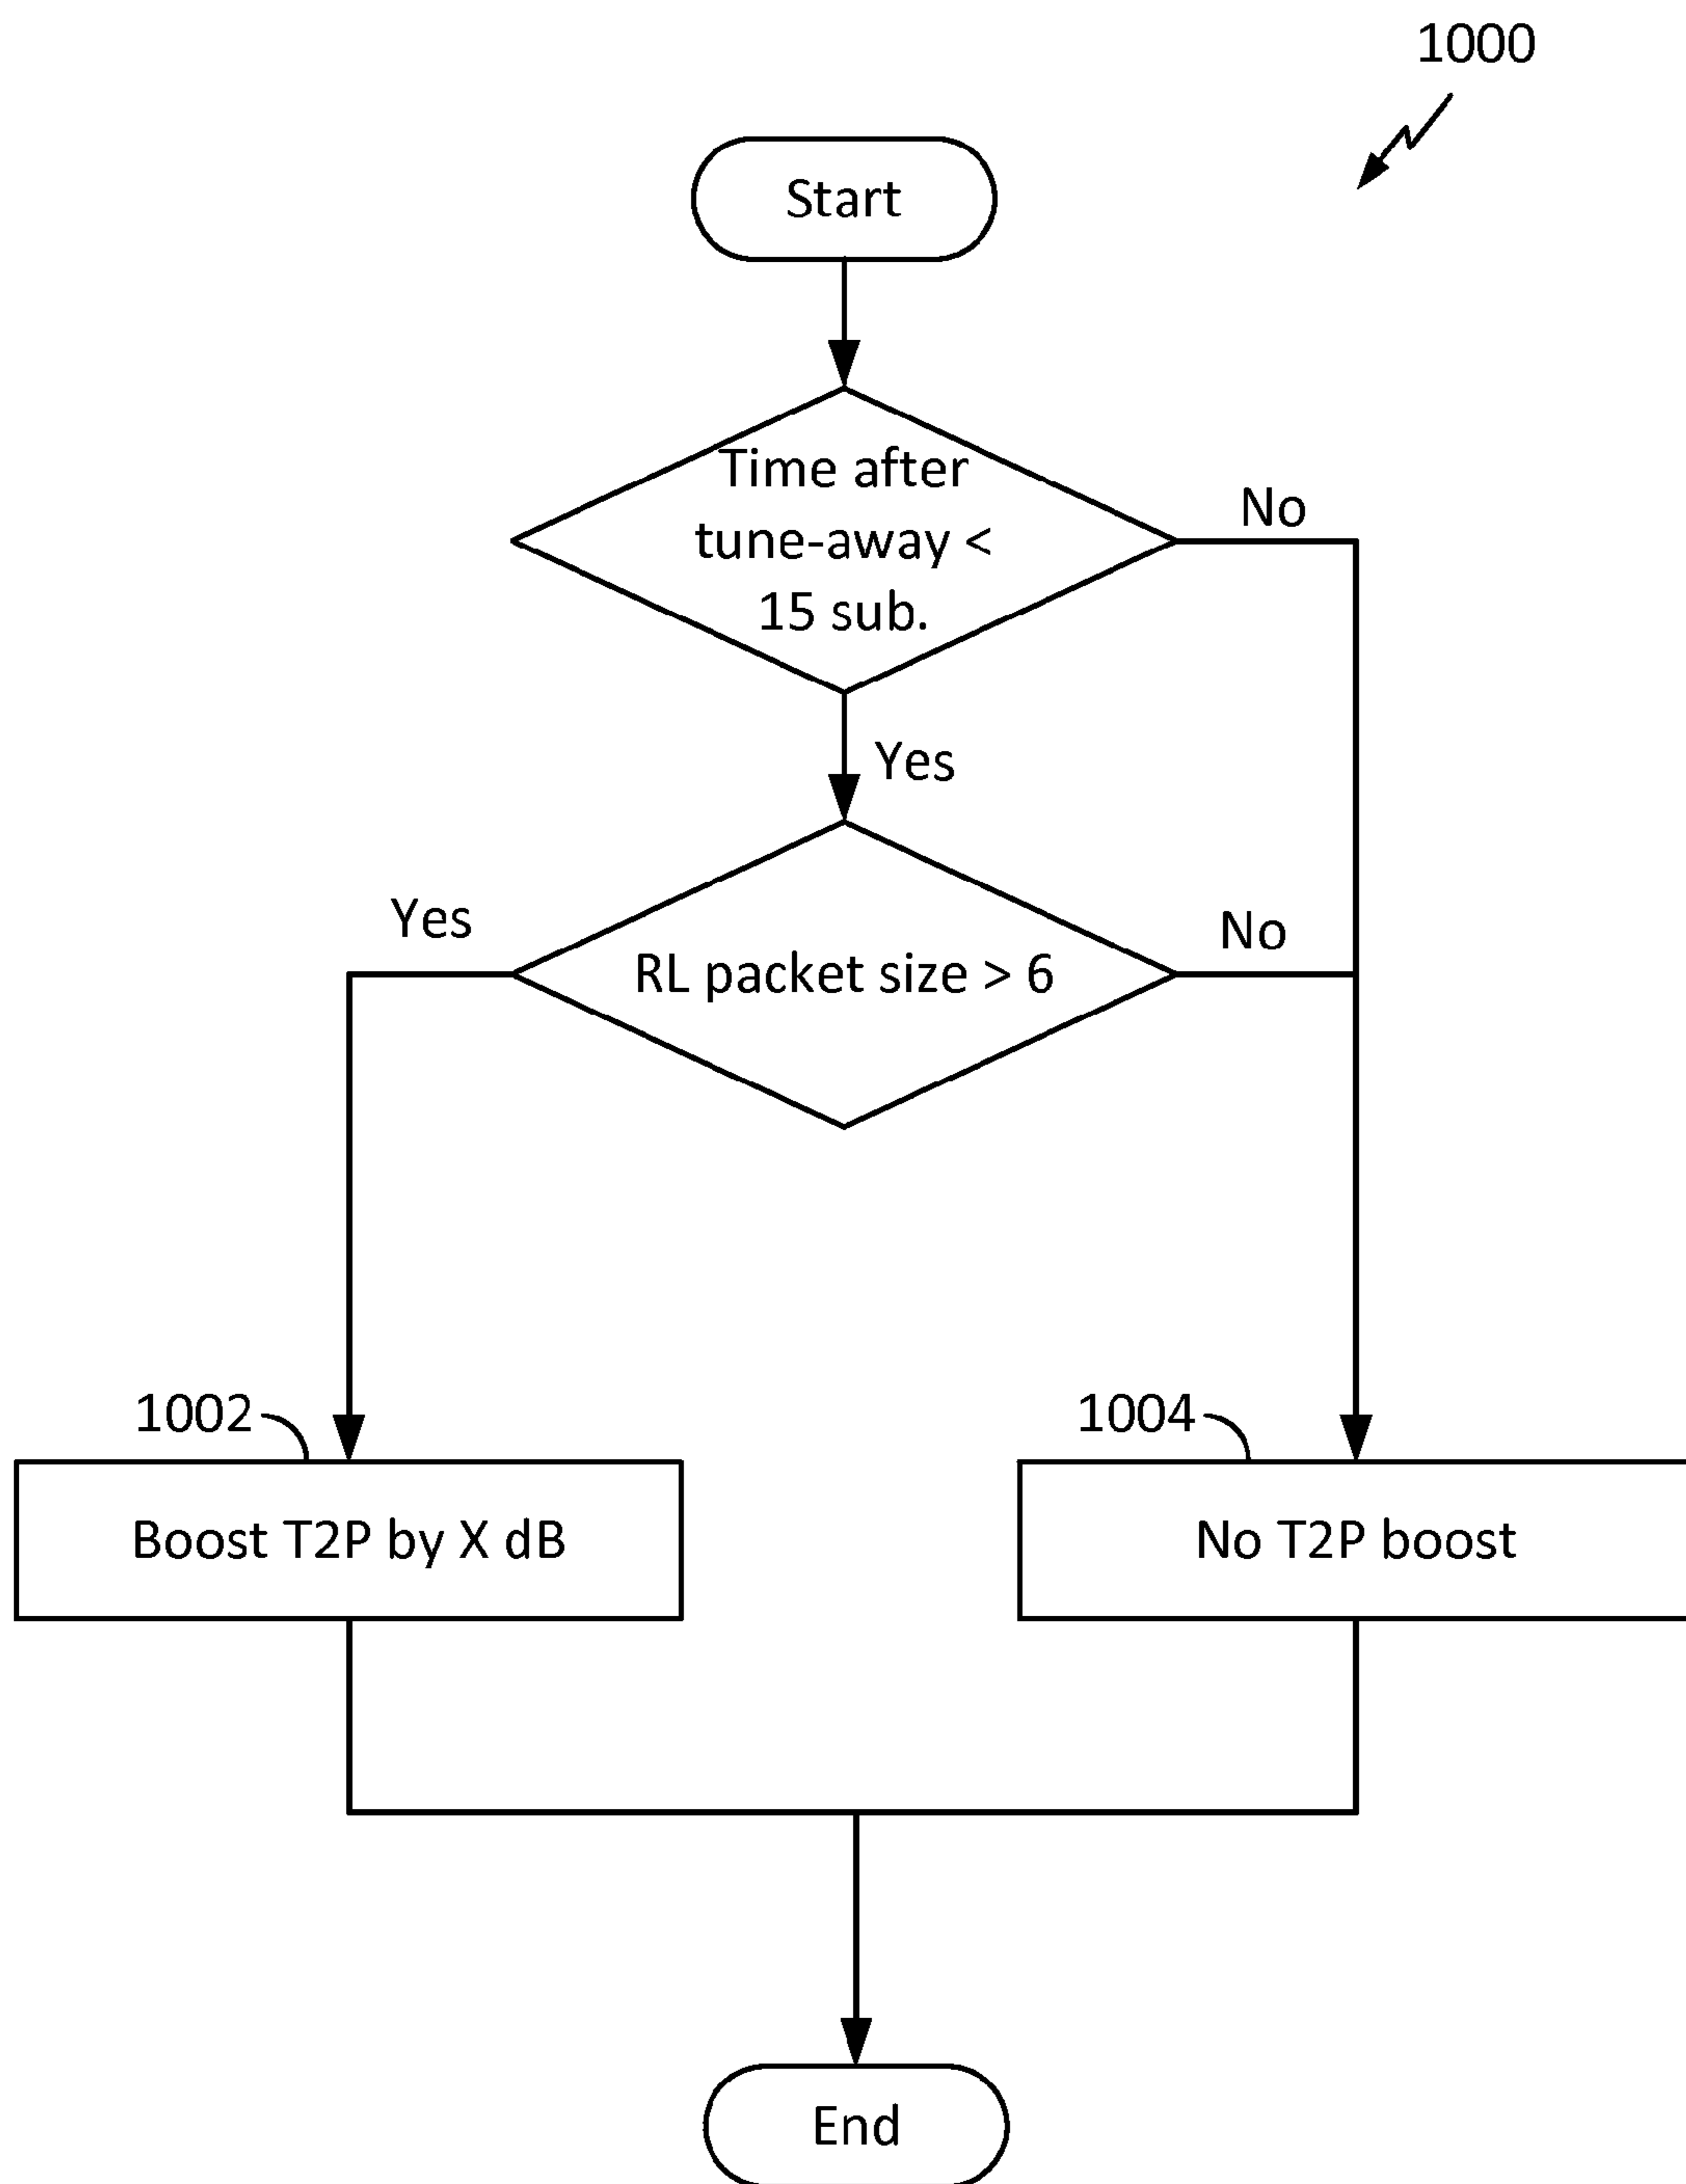 1000
Start
Time after
tune-away <
15 sub.
No
Yes
Yes
RL packet size > 6
No
1002
1004
Boost T2P by X dB
No T2P boost
End